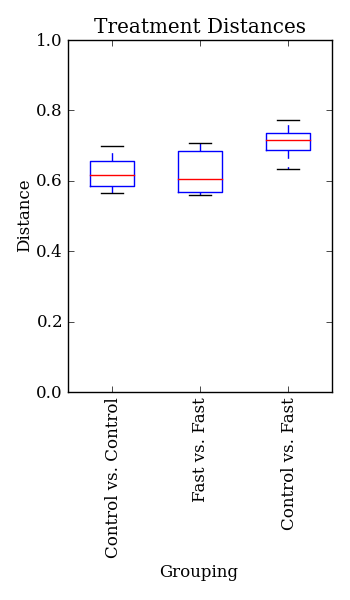 Treatment Distances
1.0
0.8
0.6
0.4
0.2
0.0
Distance
Control vs. Control
Fast vs. Fast
Control vs. Fast
Grouping